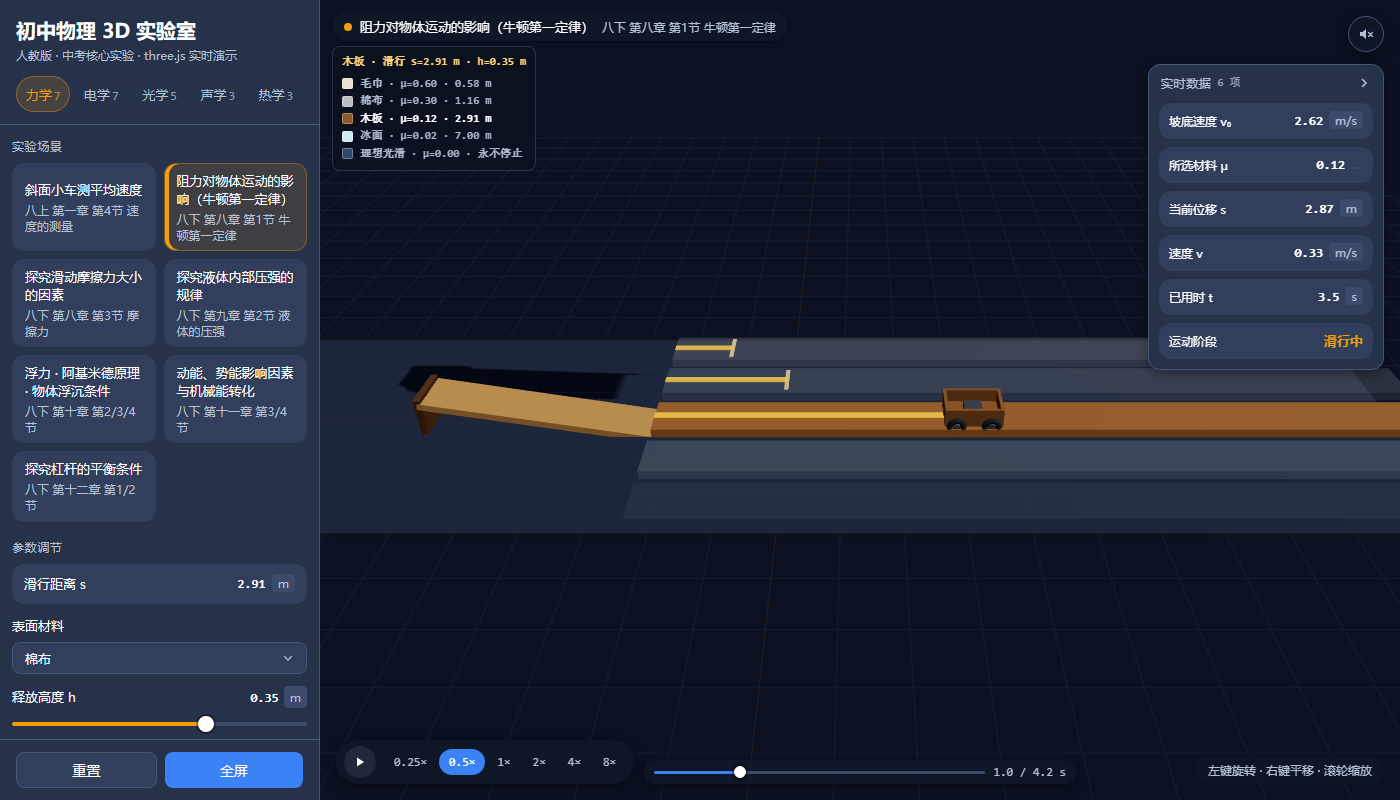 初中物理 3D 实验室
人教版 · 中考核心实验 · three.js 实时演示
力学 7
电学 7
光学 5
声学 3
热学 3
实验场景
斜面小车测平均速度
八上 第一章 第4节 速
度的测量
阻力对物体运动的影
响（牛顿第一定律）
八下 第八章 第1节 牛
顿第一定律
探究滑动摩擦力大小
的因素
八下 第八章 第3节 摩
擦力
探究液体内部压强的
规律
八下 第九章 第2节 液
体的压强
浮力 · 阿基米德原理
· 物体浮沉条件
八下 第十章 第2/3/4
节
动能、势能影响因素
与机械能转化
八下 第十一章 第3/4
节
探究杠杆的平衡条件
八下 第十二章 第1/2
节
参数调节
滑行距离 s 2.91 m
表面材料
棉布
释放高度 h 0.35 m
重置
全屏
阻力对物体运动的影响（牛顿第一定律） 八下 第八章 第1节 牛顿第一定律
木板 · 滑行 s=2.91 m · h=0.35 m
毛巾 · μ=0.60 · 0.58 m
棉布 · μ=0.30 · 1.16 m
木板 · μ=0.12 · 2.91 m
冰面 · μ=0.02 · 7.00 m
理想光滑 · μ=0.00 · 永不停止
实时数据 6 项
坡底速度 v₀ 2.62 m/s
所选材料 μ 0.12
当前位移 s 2.87 m
速度 v 0.33 m/s
已用时 t 3.5 s
运动阶段 滑行中
0.25× 0.5× 1× 2× 4× 8×
1.0 / 4.2 s
左键旋转 · 右键平移 · 滚轮缩放